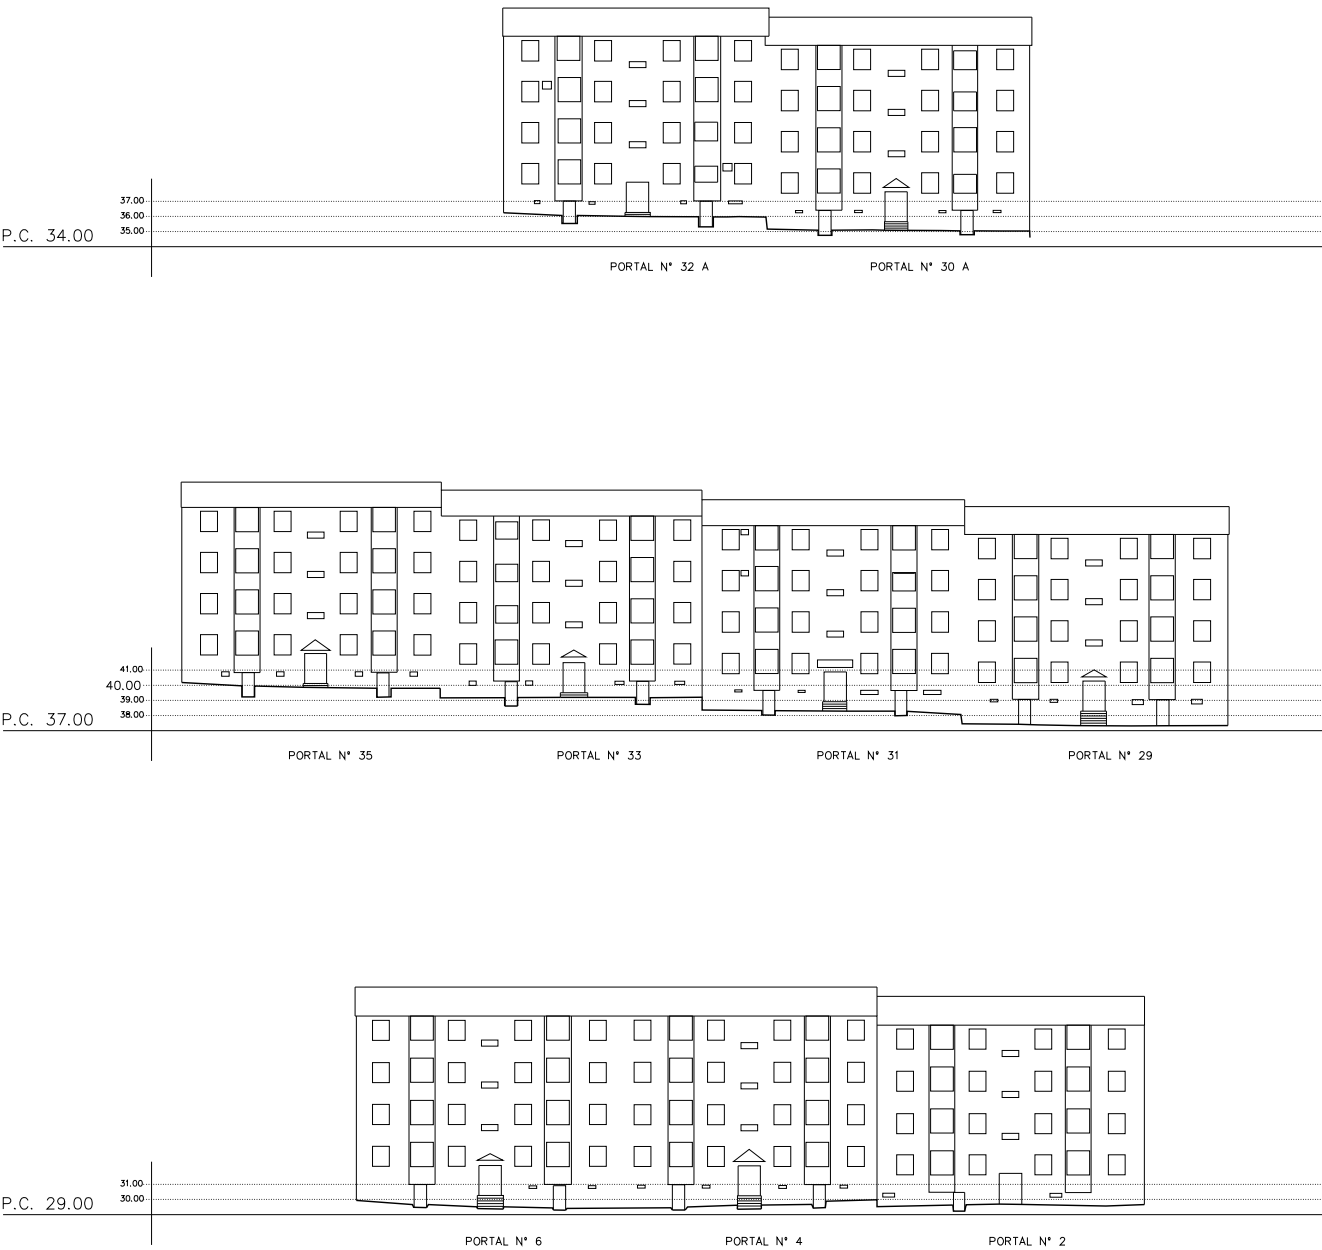 37.00
36.00
35.00
P.C. 34.00
PORTAL N° 32 A PORTAL N° 30 A
41.00
40.00
39.00
38.00
P.C. 37.00
PORTAL N° 35 PORTAL N° 33 PORTAL N° 31 PORTAL N° 29
31.00
30.00
P.C. 29.00
PORTAL N° 6 PORTAL N° 4 PORTAL N° 2